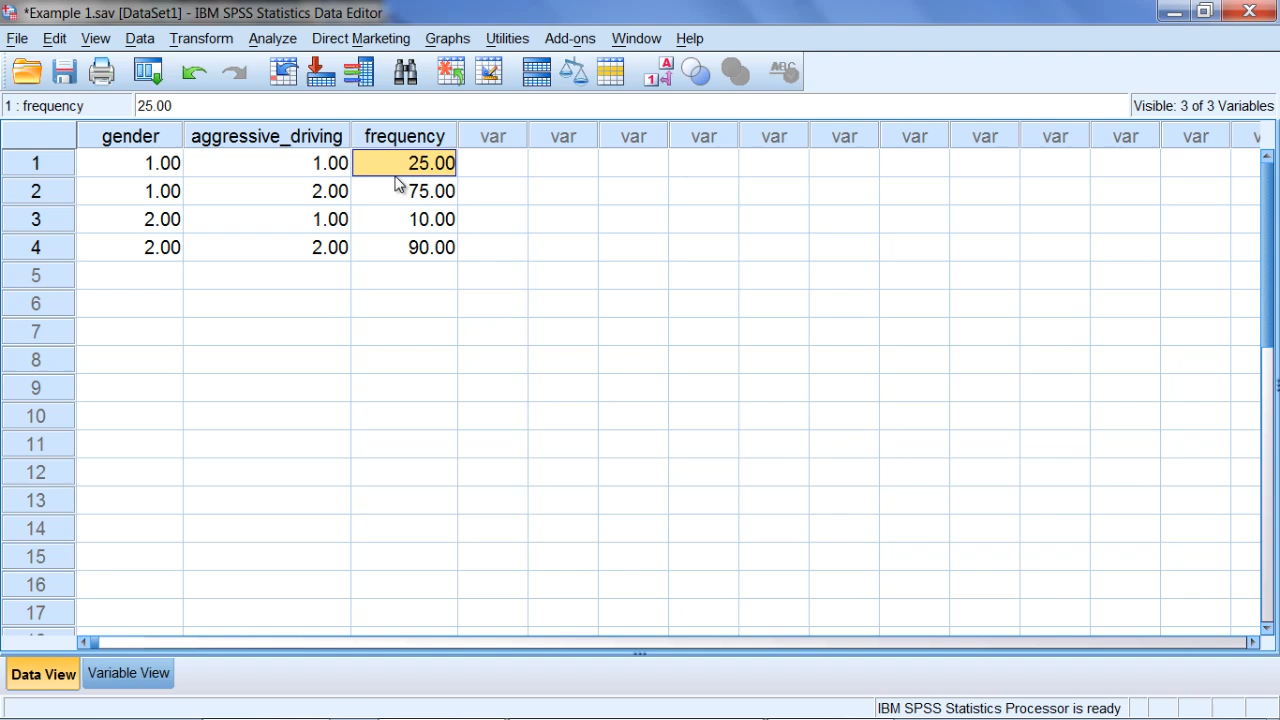 *Example 1.sav [DataSet1] - IBM SPSS Statistics Data Editor
File Edit View Data Transform Analyze Direct Marketing Graphs Utilities Add-ons Window Help
1 A ABC
1 : frequency 25.00 Visible: 3 of 3 Variables
gender aggressive_driving frequency var var var var var var var var var var var
1 1.00 1.00 25.00
2 1.00 2.00 75.00
3 2.00 1.00 10.00
4 2.00 2.00 90.00
5
6
7
8
9
10
11
12
13
14
15
16
17
Data View Variable View
IBM SPSS Statistics Processor is ready